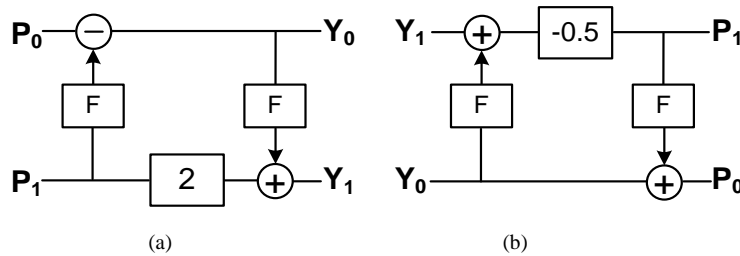 P0 − Y0 Y1 + -0.5 P1
F F F F
P1 2 + Y1 Y0 + P0
(a) (b)